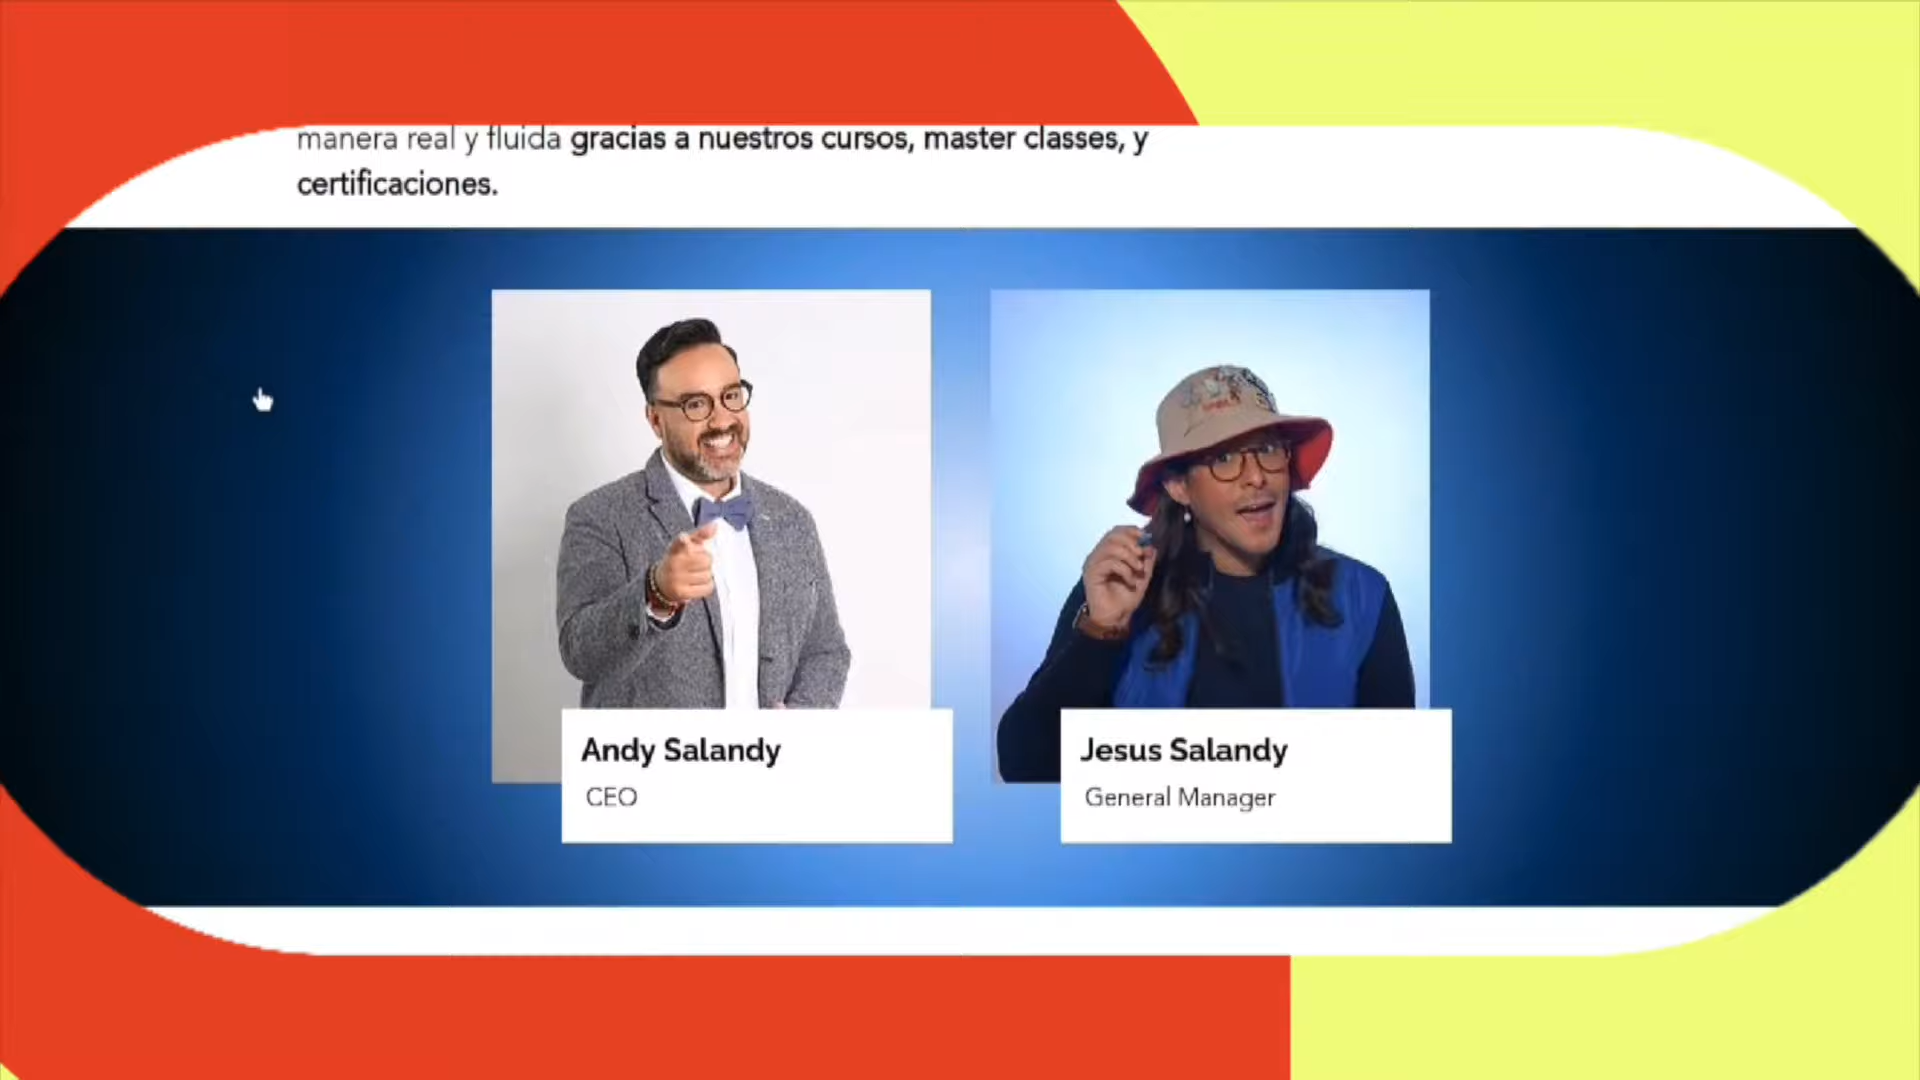 manera real y fluida gracias a nuestros cursos, master classes, y
certificaciones.
Andy Salandy
CEO
Jesus Salandy
General Manager